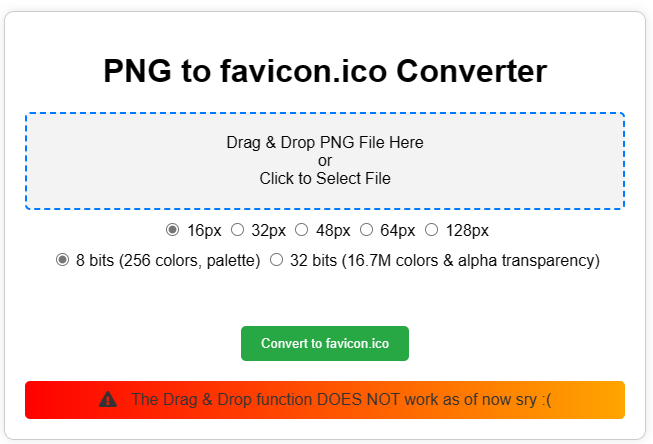 PNG to favicon.ico Converter
Drag & Drop PNG File Here
or
Click to Select File
16px 32px 48px 64px 128px
8 bits (256 colors, palette) 32 bits (16.7M colors & alpha transparency)
Convert to favicon.ico
The Drag & Drop function DOES NOT work as of now sry :(